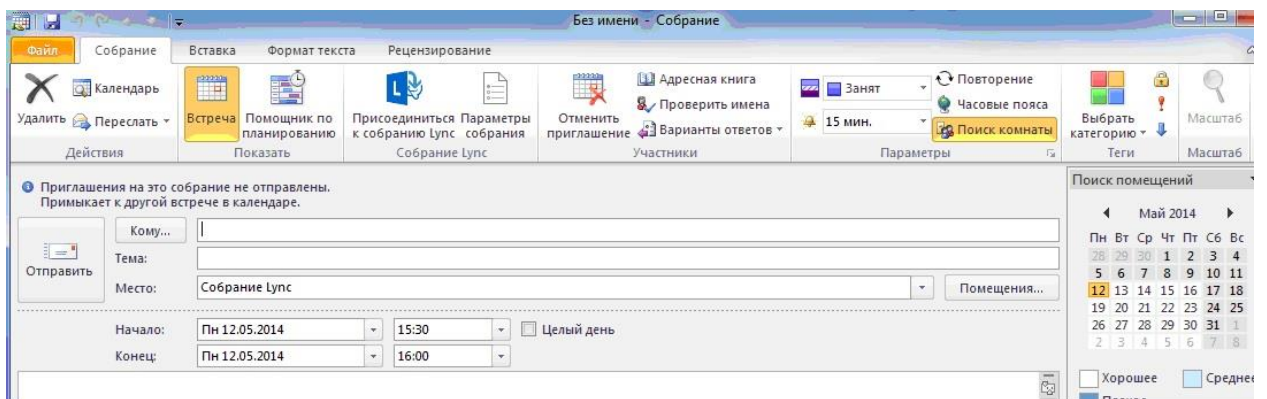 Без имени - Собрание
Файл Собрание Вставка Формат текста Рецензирование
Удалить
Календарь
Переслать
Действия
Встреча
Помощник по
планированию
Показать
Присоединиться
к собранию Lync
Параметры
собрания
Собрание Lync
Отменить
приглашение
Адресная книга
Проверить имена
Варианты ответов
Участники
Занят
15 мин.
Повторение
Часовые пояса
Поиск комнаты
Параметры
Выбрать
категорию
Теги
Масштаб
Масштаб
Приглашения на это собрание не отправлены.
Примыкает к другой встрече в календаре.
Отправить
Кому...
Тема:
Место: Собрание Lync Помещения...
Начало: Пн 12.05.2014 15:30 Целый день
Конец: Пн 12.05.2014 16:00
Поиск помещений
Май 2014
Пн Вт Ср Чт Пт Сб Вс
28 29 30 1 2 3 4
5 6 7 8 9 10 11
12 13 14 15 16 17 18
19 20 21 22 23 24 25
26 27 28 29 30 31 1
2 3 4 5 6 7 8
Хорошее Среднее